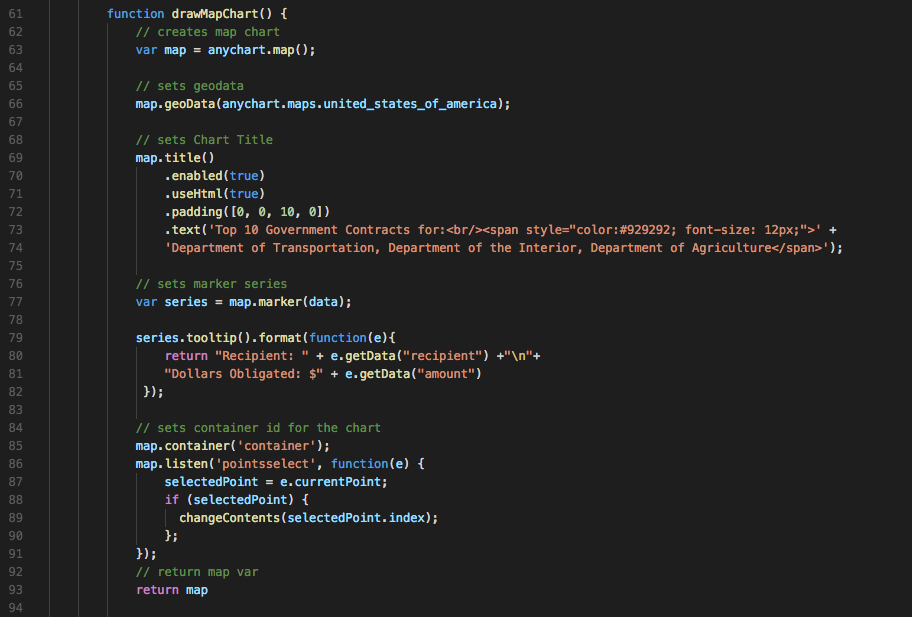 61 function drawMapChart() {
62 // creates map chart
63 var map = anychart.map();
64
65 // sets geodata
66 map.geoData(anychart.maps.united_states_of_america);
67
68 // sets Chart Title
69 map.title()
70 .enabled(true)
71 .useHtml(true)
72 .padding([0, 0, 10, 0])
73 .text('Top 10 Government Contracts for:<br/><span style="color:#929292; font-size: 12px;">' +
74 'Department of Transportation, Department of the Interior, Department of Agriculture</span>');
75
76 // sets marker series
77 var series = map.marker(data);
78
79 series.tooltip().format(function(e){
80 return "Recipient: " + e.getData("recipient") +"\n"+
81 "Dollars Obligated: $" + e.getData("amount")
82 });
83
84 // sets container id for the chart
85 map.container('container');
86 map.listen('pointsselect', function(e) {
87 selectedPoint = e.currentPoint;
88 if (selectedPoint) {
89 changeContents(selectedPoint.index);
90 };
91 });
92 // return map var
93 return map
94